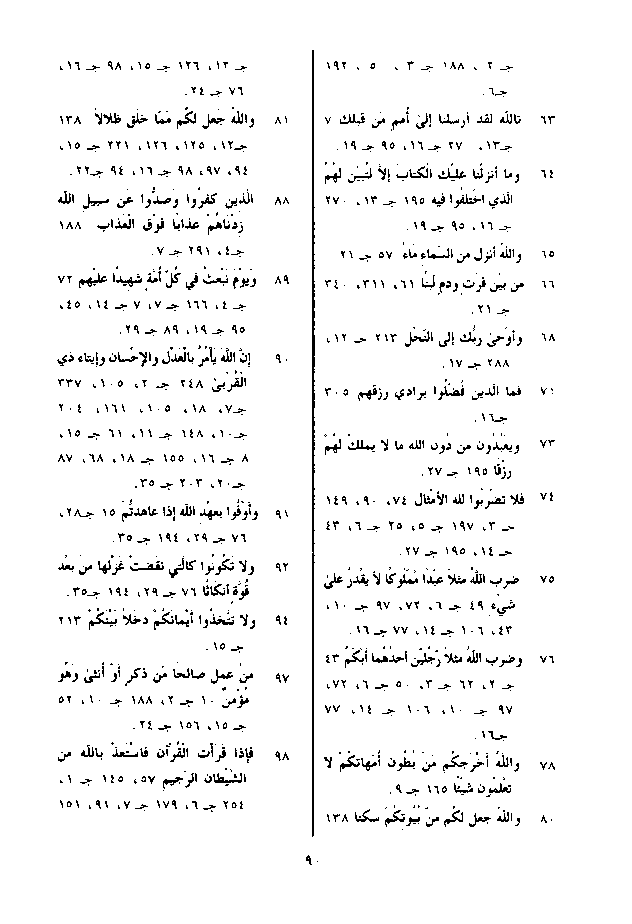 جـ ٢ ، ١٨٨ جـ ٣ ، ٥ ، ١٩٢
جـ٦.
٦٣ تالله لقد أرسلنا إلىٰ أمم من قبلك ٧
جـ١٣، ٢٧ جـ ١٦، ٩٥ جـ ١٩.
٦٤ وما أنزلنا عليك الكتاب إلاّ لتبين لهمُ
الذي اختلفوا فيه ١٩٥ جـ ١٣، ٢٧٠
جـ ١٦، ٩٥ جـ ١٩.
٦٥ والله أنزل من السماء ماء ٥٧ جـ ٢١
٦٦ من بين فرث ودم لبنًا ٦١، ٣١١، ٣٤٠
جـ ٢١.
٦٨ وأوحىٰ ربك إلى النحل ٢١٣ جـ ١٢،
٢٨٨ جـ ١٧.
٧١ فما الذين فضلوا برادي رزقهم ٣٠٥
جـ١٦.
٧٣ ويعبدون من دون الله ما لا يملك لهمْ
رزقًا ١٩٥ جـ ٢٧.
٧٤ فلا تضربوا لله الأمثال ٧٤، ٩٠، ١٤٩
جـ ٣، ١٩٧ جـ ٥، ٢٥ جـ ٦، ٤٣
جـ ١٤، ١٩٥ جـ ٢٧.
٧٥ ضرب اللهُ مثلاً عبدًا مملوكًا لا يقدرُ علىٰ
شيء ٤٩ جـ ٦، ٧٢، ٩٧ جـ ١٠،
٤٣، ١٠٦ جـ ١٤، ٧٧ جـ ١٦.
٧٦ وضرب اللهُ مثلاً رّجلين أحدهما أبكمُ ٤٣
جـ ٢، ٦٢ جـ ٣، ٥٠ جـ ٦، ٧٢،
٩٧ جـ ١٠، ١٠٦ جـ ١٤، ٧٧
جـ١٦.
٧٨ واللهُ أخرجكم من بطون أمهاتكم لا
تعلمون شيئًا ١٦٥ جـ ٩.
٨٠ والله جعل لكم من بيوتكم سكنا ١٣٨
جـ ١٢، ١٢٦ جـ ١٥، ٩٨ جـ ١٦،
٧٦ جـ ٢٤.
٨١ والله جعل لكم مما خلق ظلالاً ١٣٨
جـ١٢، ١٢٥، ١٢٦، ٢٢١ جـ ١٥،
٩٤، ٩٧، ٩٨ جـ ١٦، ٩٤ جـ٢٢.
٨٨ الذين كفروا وصدوا عن سبيل الله
زدناهمْ عذابًا فوق العذاب ١٨٨
جـ٤، ٢٩١ جـ ٧.
٨٩ ويوم نبعث في كلّ أمة شهيدًا عليهم ٧٢
جـ ٤، ١٦٦ جـ ٧، ٧ جـ ١٤، ٤٥،
٩٥ جـ ١٩، ٨٩ جـ ٢٩.
٩٠ إنّ الله يأمرُ بالعدل والإحسان وإيتاء ذي
القربىٰ ٢٤٨ جـ ٢، ١٠٥، ٣٣٧
جـ٧، ١٨، ١٠٥، ١٦١، ٢٠٤
جـ١٠، ١٤٨ جـ ١١، ٦١ جـ ١٥،
٨ جـ ١٦، ١٥٥ جـ ١٨، ٦٨، ٨٧
جـ٢٠، ٢٠٣ جـ ٣٥.
٩١ وأوفوا بعهد الله إذا عاهدتمْ ١٥ جـ٢٨،
٧٦ جـ ٢٩، ١٩٤ جـ ٣٥.
٩٢ ولا تكونوا كالتي نقضتْ غزلها من بعد
قوة أنكاثًا ٧٦ جـ ٢٩، ١٩٤ جـ٣٥.
٩٤ ولا تتخذوا أيمانكمْ دخلاً بينكمْ ٢١٣
جـ ١٥.
٩٧ منْ عمل صالحًا من ذكر أوْ أنثىٰ وهو
مؤمنٌ ١٠ جـ ٢، ١٨٨ جـ ١٠، ٥٢
جـ ١٥، ١٥٦ جـ ٢٤.
٩٨ فإذا قرأت القرآن فاستعذْ بالله من
الشيطان الرجيم ٥٧، ١٤٥ جـ ١،
٢٥٤ جـ ٦، ١٧٩ جـ ٧، ٩١، ١٥١
٩٠